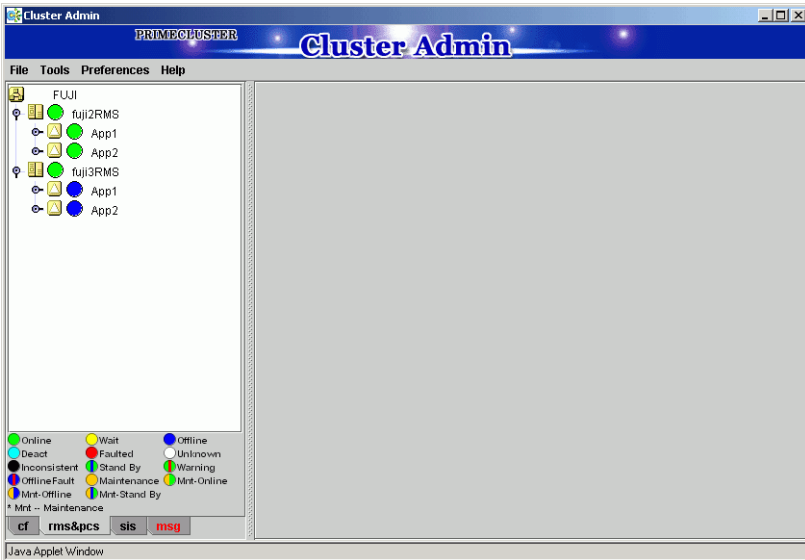 Cluster Admin
PRIMECLUSTER
Cluster Admin
File Tools Preferences Help
FUJI
fuji2RMS
App1
App2
fuji3RMS
App1
App2
Online Wait Offline
Deact Faulted Unknown
Inconsistent Stand By Warning
OfflineFault Maintenance Mnt-Online
Mnt-Offline Mnt-Stand By
* Mnt -- Maintenance
cf rms&pcs sis msg
Java Applet Window